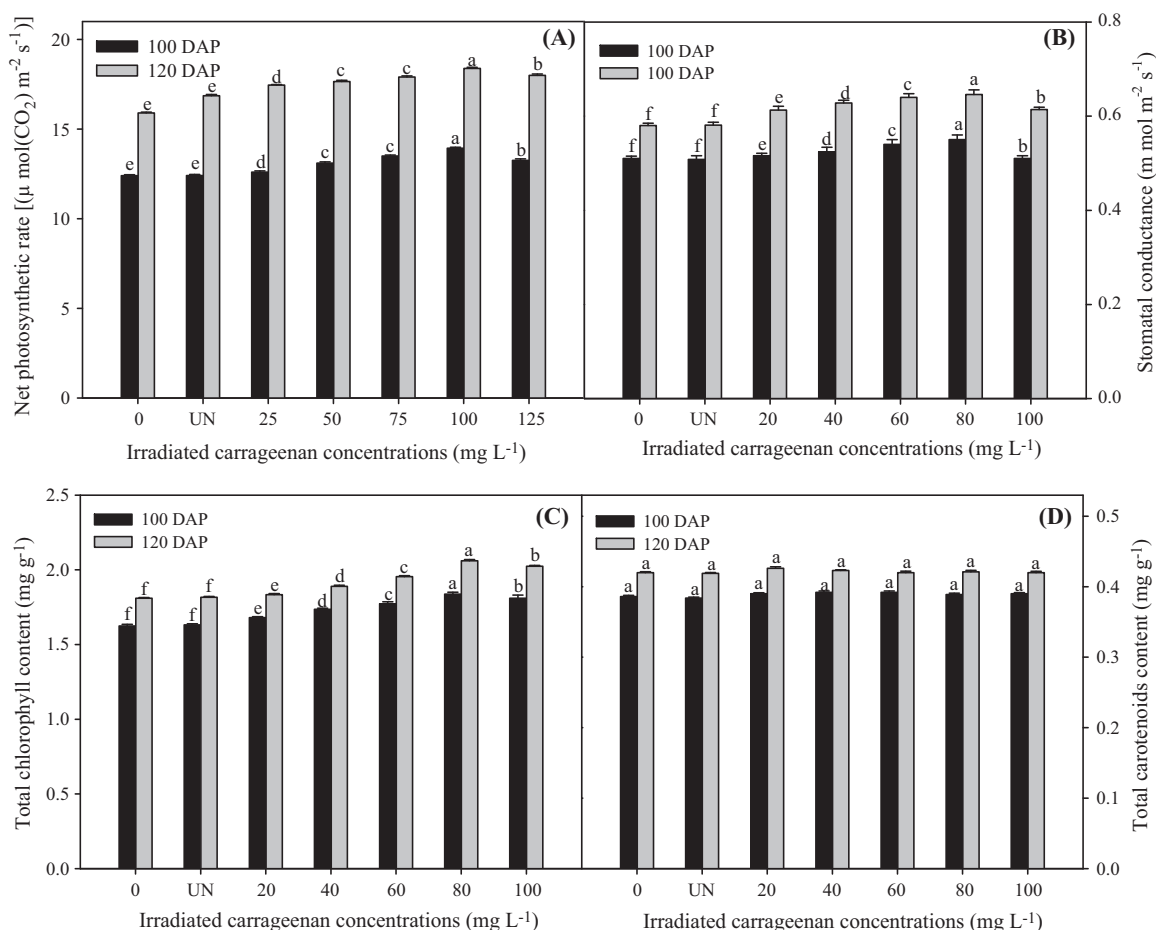 Net photosynthetic rate [(µ mol(CO2) m-2 s-1)]
20
15
10
5
0
100 DAP
120 DAP
(A)
e e d c c a b
e e d c c a b
0 UN 25 50 75 100 125
Irradiated carrageenan concentrations (mg L-1)
100 DAP
100 DAP
(B)
f f e d c a b
f f e d c a b
0 UN 20 40 60 80 100
Irradiated carrageenan concentrations (mg L-1)
0.8
0.6
0.4
0.2
0.0
Stomatal conductance (m mol m-2 s-1)
Total chlorophyll content (mg g-1)
2.5
2.0
1.5
1.0
0.5
0.0
100 DAP
120 DAP
(C)
f f e d c a b
f f e d c a b
0 UN 20 40 60 80 100
Irradiated carrageenan concentrations (mg L-1)
100 DAP
120 DAP
(D)
a a a a a a a
a a a a a a a
0 UN 20 40 60 80 100
Irradiated carrageenan concentrations (mg L-1)
0.5
0.4
0.3
0.2
0.1
0.0
Total carotenoids content (mg g-1)